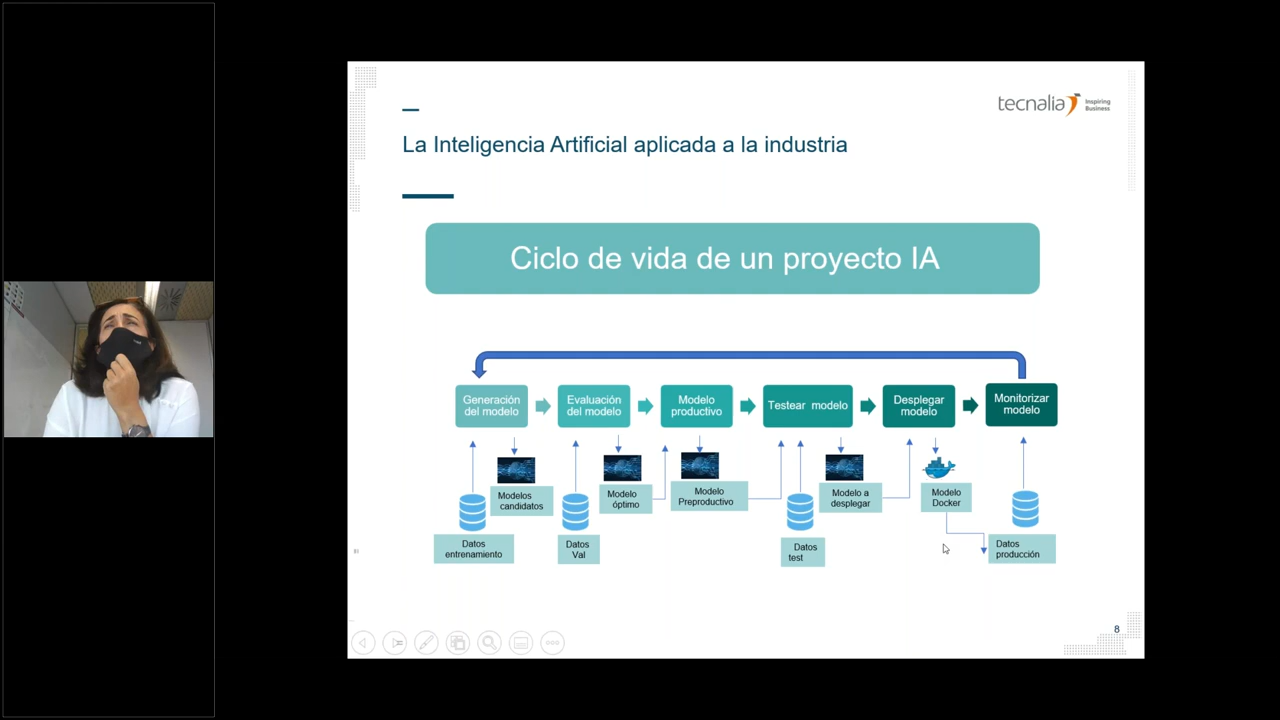 tecnalia Inspiring
Business
La Inteligencia Artificial aplicada a la industria
Ciclo de vida de un proyecto IA
Generación
del modelo
Evaluación
del modelo
Modelo
productivo
Testear modelo
Desplegar
modelo
Monitorizar
modelo
Modelos
candidatos
Modelo
óptimo
Modelo
Preproductivo
Modelo a
desplegar
Modelo
Docker
Datos
entrenamiento
Datos
Val
Datos
test
Datos
producción
8